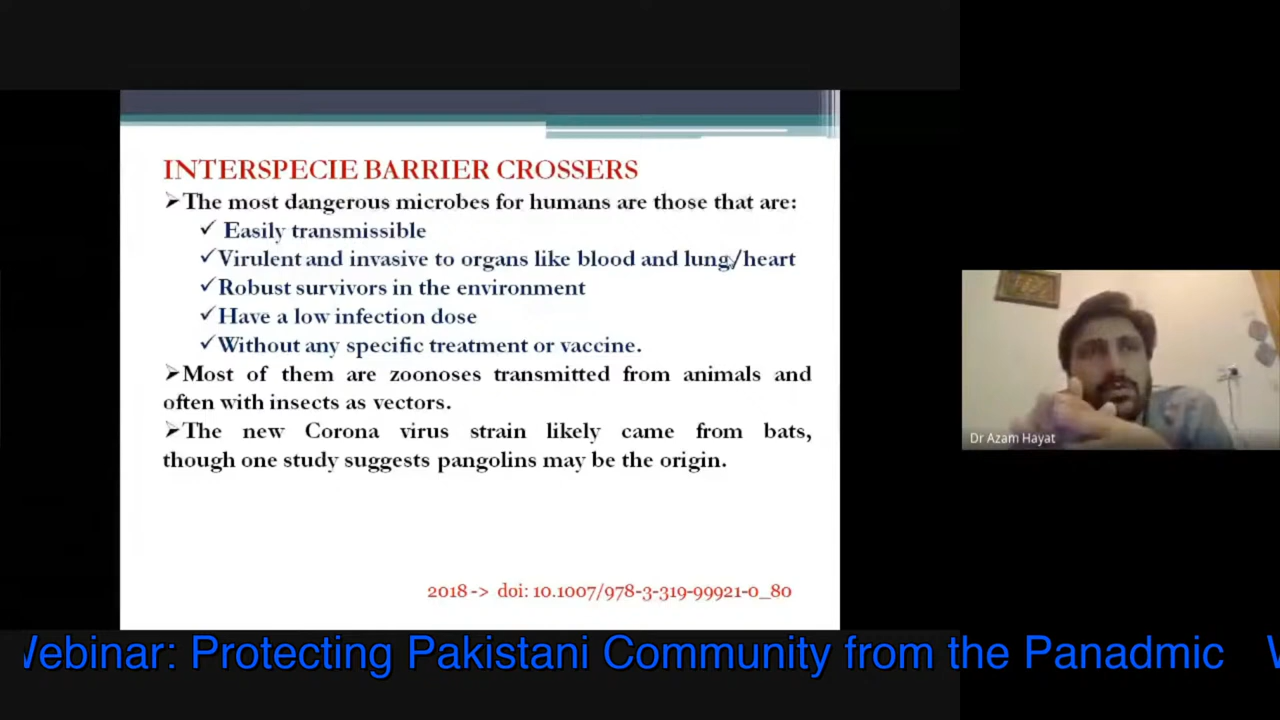 INTERSPECIE BARRIER CROSSERS
➢The most dangerous microbes for humans are those that are:
✓ Easily transmissible
✓Virulent and invasive to organs like blood and lung/heart
✓Robust survivors in the environment
✓Have a low infection dose
✓Without any specific treatment or vaccine.
➢Most of them are zoonoses transmitted from animals and
often with insects as vectors.
➢The new Corona virus strain likely came from bats,
though one study suggests pangolins may be the origin.
Dr Azam Hayat
2018 -> doi: 10.1007/978-3-319-99921-0_80
Webinar: Protecting Pakistani Community from the Panadmic